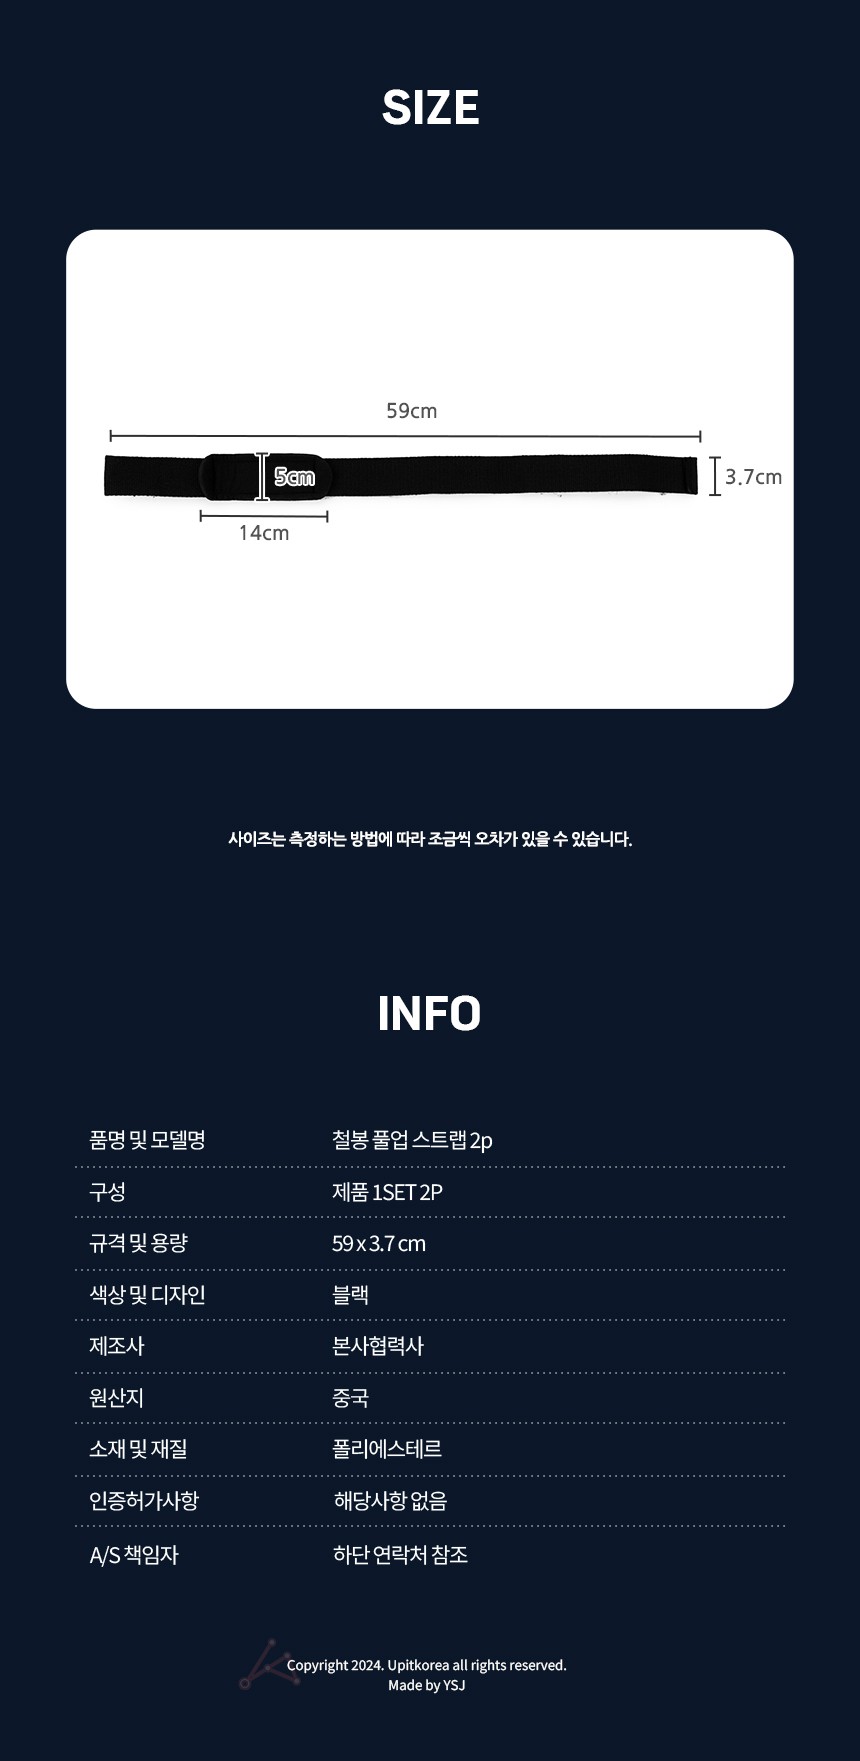 SIZE
59cm
5cm
3.7cm
14cm
사이즈는 측정하는 방법에 따라 조금씩 오차가 있을 수 있습니다.
INFO
품명 및 모델명 철봉 풀업 스트랩 2p
구성 제품 1SET 2P
규격 및 용량 59 x 3.7 cm
색상 및 디자인 블랙
제조사 본사협력사
원산지 중국
소재 및 재질 폴리에스테르
인증허가사항 해당사항 없음
A/S 책임자 하단 연락처 참조
Copyright 2024. Upitkorea all rights reserved.
Made by YSJ